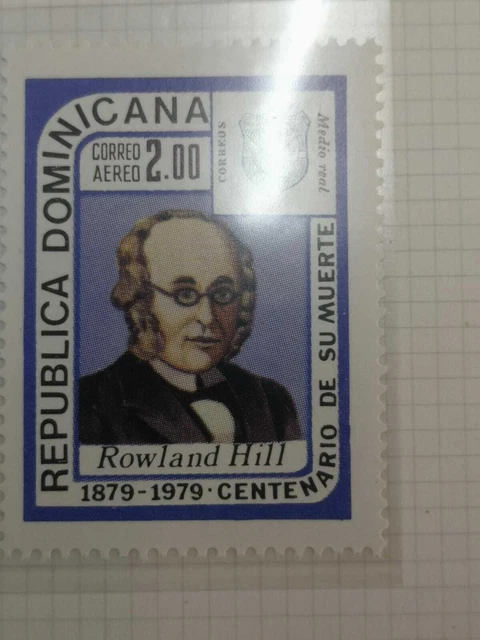 REPUBLICA DOMINICANA
CORREO
AEREO 2.00
CORREOS
Medio real
Rowland Hill
1879-1979 · CENTENARIO DE SU MUERTE